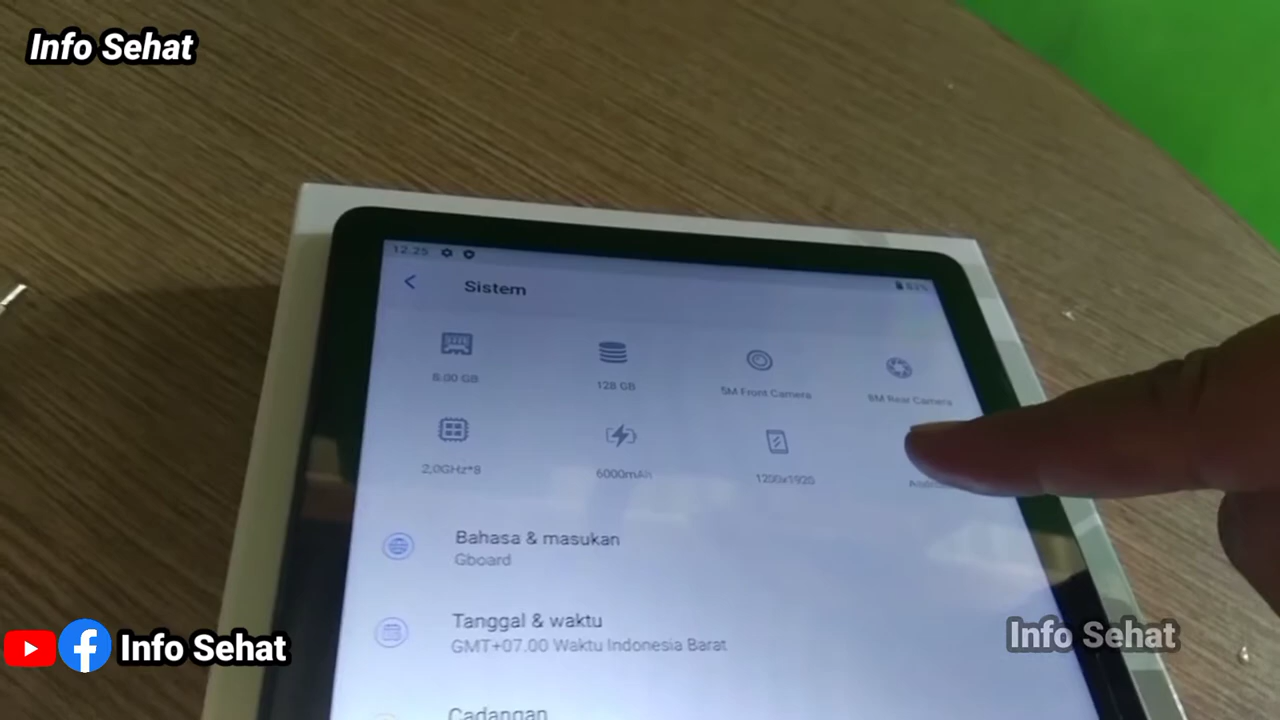 Info Sehat
12.25
83%
Sistem
8.00 GB
128 GB
5M Front Camera
8M Rear Camera
2.0GHz*8
6000mAh
1200x1920
Bahasa & masukan
Gboard
Tanggal & waktu
GMT+07.00 Waktu Indonesia Barat
Cadangan
Info Sehat
Info Sehat